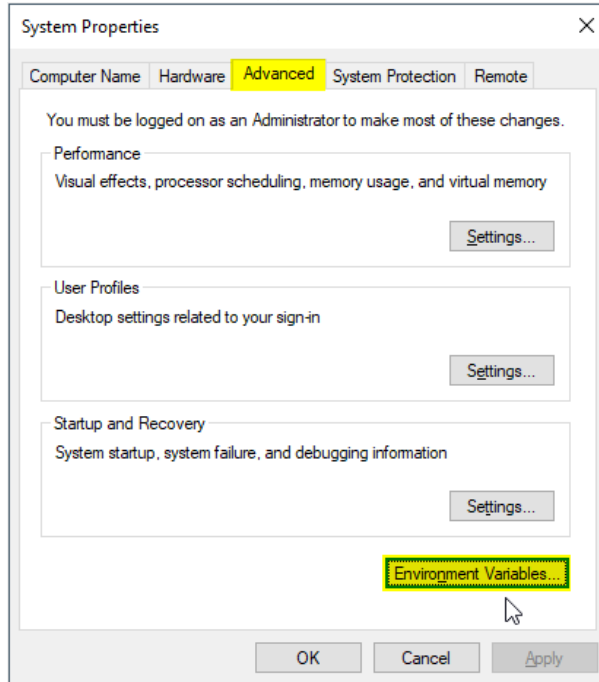 System Properties
Computer Name Hardware Advanced System Protection Remote
You must be logged on as an Administrator to make most of these changes.
Performance
Visual effects, processor scheduling, memory usage, and virtual memory
Settings...
User Profiles
Desktop settings related to your sign-in
Settings...
Startup and Recovery
System startup, system failure, and debugging information
Settings...
Environment Variables...
OK Cancel Apply